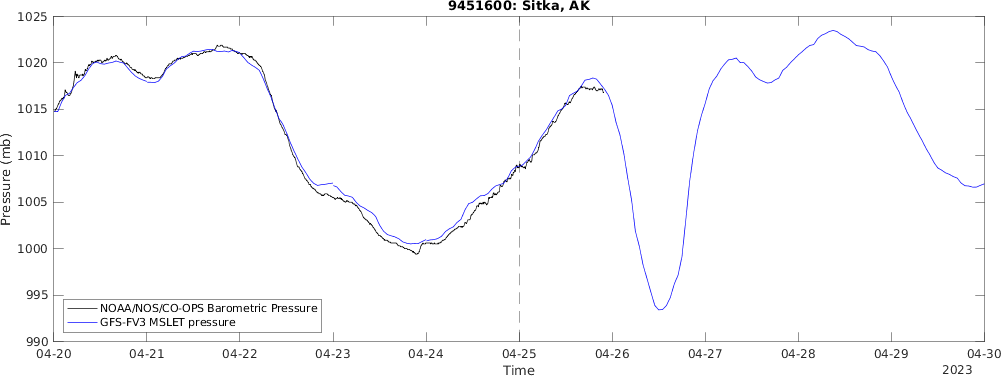 9451600: Sitka, AK
1025
1020
1015
1010
1005
1000
995
990
Pressure (mb)
NOAA/NOS/CO-OPS Barometric Pressure
GFS-FV3 MSLET pressure
04-20 04-21 04-22 04-23 04-24 04-25 04-26 04-27 04-28 04-29 04-30
Time
2023